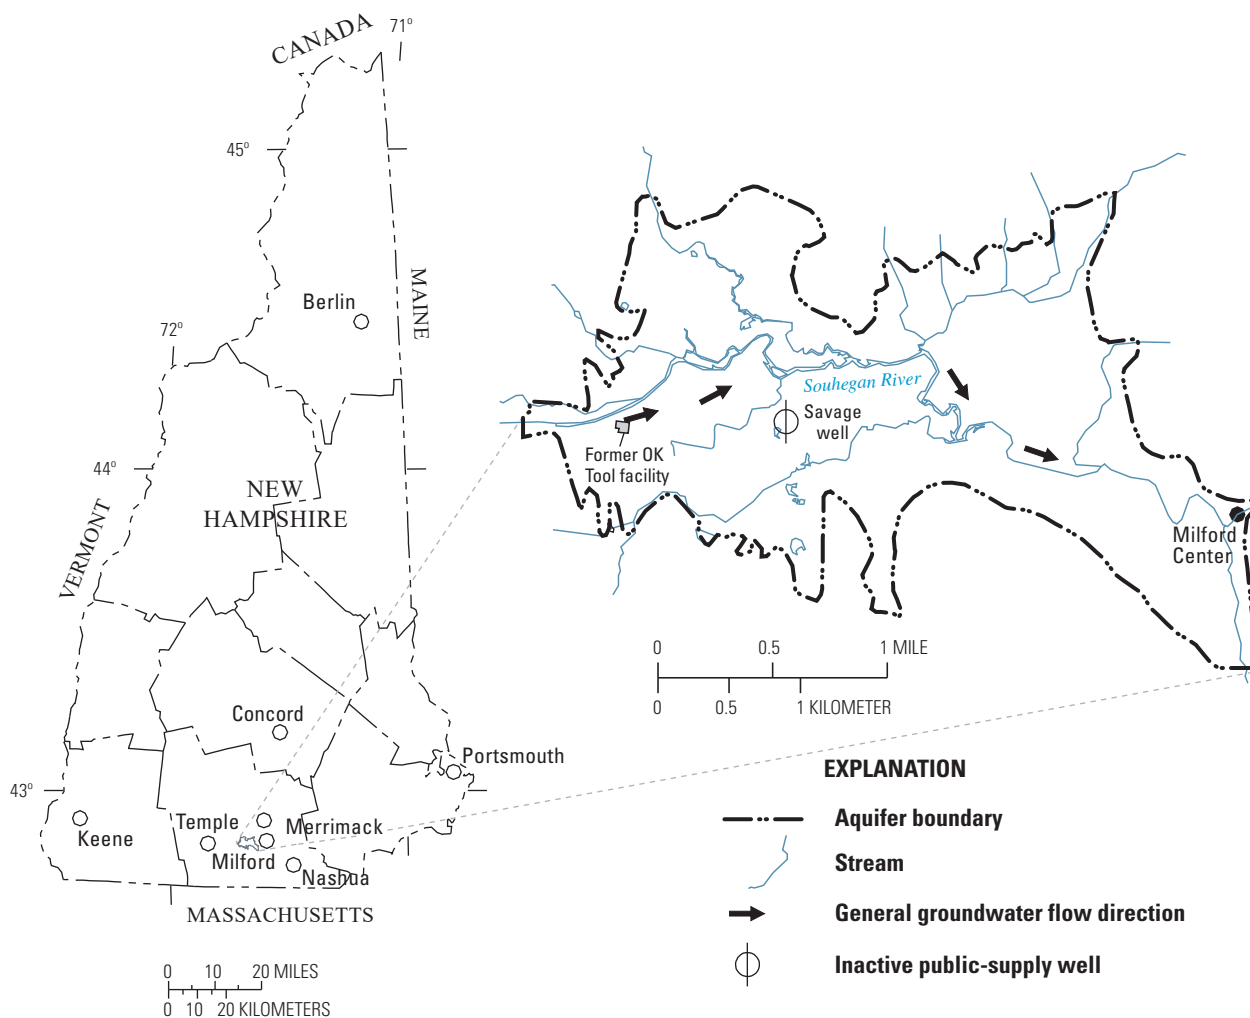 CANADA
71°
45°
MAINE
Berlin
72°
44°
NEW
HAMPSHIRE
VERMONT
Concord
Portsmouth
43°
Keene
Temple
Merrimack
Milford
Nashua
MASSACHUSETTS
0 10 20 MILES
0 10 20 KILOMETERS
Souhegan River
Savage
well
Former OK
Tool facility
Milford
Center
0 0.5 1 MILE
0 0.5 1 KILOMETER
EXPLANATION
Aquifer boundary
Stream
General groundwater flow direction
Inactive public-supply well